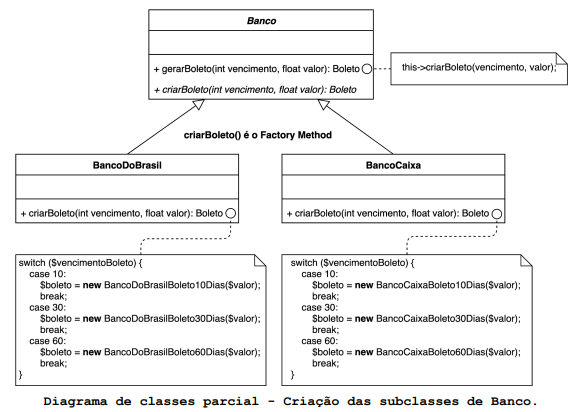 Banco
+ gerarBoleto(int vencimento, float valor): Boleto
this->criarBoleto(vencimento, valor);
+ criarBoleto(int vencimento, float valor): Boleto
criarBoleto() é o Factory Method
BancoDoBrasil
+ criarBoleto(int vencimento, float valor): Boleto
switch ($vencimentoBoleto) {
case 10:
$boleto = new BancoDoBrasilBoleto10Dias($valor);
break;
case 30:
$boleto = new BancoDoBrasilBoleto30Dias($valor);
break;
case 60:
$boleto = new BancoDoBrasilBoleto60Dias($valor);
break;
}
BancoCaixa
+ criarBoleto(int vencimento, float valor): Boleto
switch ($vencimentoBoleto) {
case 10:
$boleto = new BancoCaixaBoleto10Dias($valor);
break;
case 30:
$boleto = new BancoCaixaBoleto30Dias($valor);
break;
case 60:
$boleto = new BancoCaixaBoleto60Dias($valor);
break;
}
Diagrama de classes parcial - Criação das subclasses de Banco.